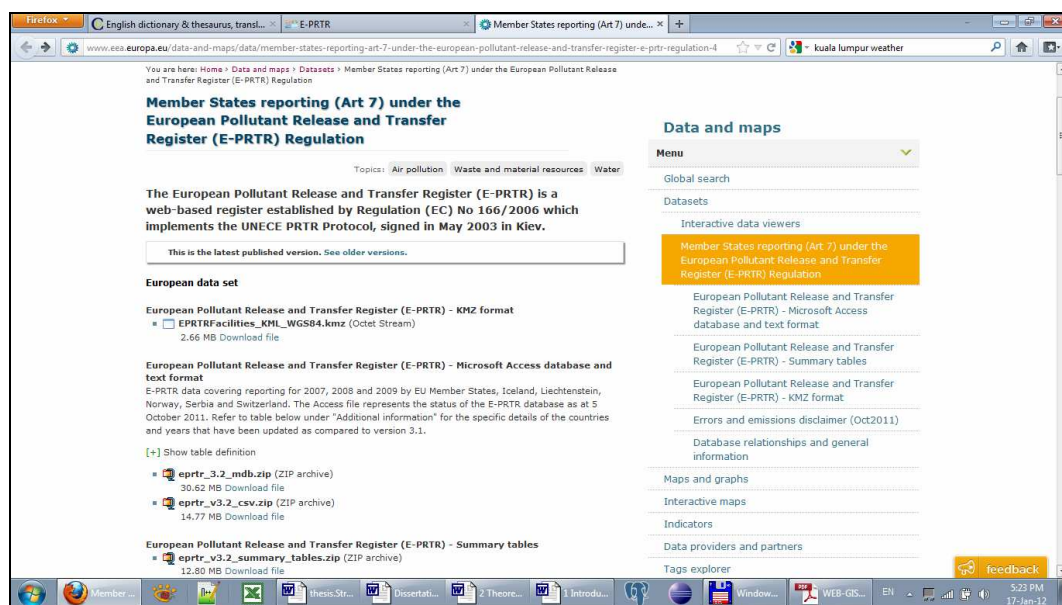 Firefox
English dictionary & thesaurus, transl...
E-PRTR
Member States reporting (Art 7) unde...
www.eea.europa.eu/data-and-maps/data/member-states-reporting-art-7-under-the-european-pollutant-release-and-transfer-register-e-prtr-regulation-4
kuala lumpur weather
You are here: Home › Data and maps › Datasets › Member States reporting (Art 7) under the European Pollutant Release
and Transfer Register (E-PRTR) Regulation
Member States reporting (Art 7) under the
European Pollutant Release and Transfer
Register (E-PRTR) Regulation
Topics: Air pollution Waste and material resources Water
The European Pollutant Release and Transfer Register (E-PRTR) is a
web-based register established by Regulation (EC) No 166/2006 which
implements the UNECE PRTR Protocol, signed in May 2003 in Kiev.
This is the latest published version. See older versions.
European data set
European Pollutant Release and Transfer Register (E-PRTR) - KMZ format
EPRTRFacilities_KML_WGS84.kmz (Octet Stream)
2.66 MB Download file
European Pollutant Release and Transfer Register (E-PRTR) - Microsoft Access database and
text format
E-PRTR data covering reporting for 2007, 2008 and 2009 by EU Member States, Iceland, Liechtenstein,
Norway, Serbia and Switzerland. The Access file represents the status of the E-PRTR database as at 5
October 2011. Refer to table below under "Additional information" for the specific details of the countries
and years that have been updated as compared to version 3.1.
[+] Show table definition
eprtr_3.2_mdb.zip (ZIP archive)
30.62 MB Download file
eprtr_v3.2_csv.zip (ZIP archive)
14.77 MB Download file
European Pollutant Release and Transfer Register (E-PRTR) - Summary tables
eprtr_v3.2_summary_tables.zip (ZIP archive)
12.80 MB Download file
Data and maps
Menu
Global search
Datasets
Interactive data viewers
Member States reporting (Art 7) under the
European Pollutant Release and Transfer
Register (E-PRTR) Regulation
European Pollutant Release and Transfer
Register (E-PRTR) - Microsoft Access
database and text format
European Pollutant Release and Transfer
Register (E-PRTR) - Summary tables
European Pollutant Release and Transfer
Register (E-PRTR) - KMZ format
Errors and emissions disclaimer (Oct2011)
Database relationships and general
information
Maps and graphs
Interactive maps
Indicators
Data providers and partners
Tags explorer
feedback
Member ...
thesis.Str...
Dissertati...
2 Theore...
1 Introdu...
Window...
WEB-GIS...
EN
5:23 PM
17-Jan-12